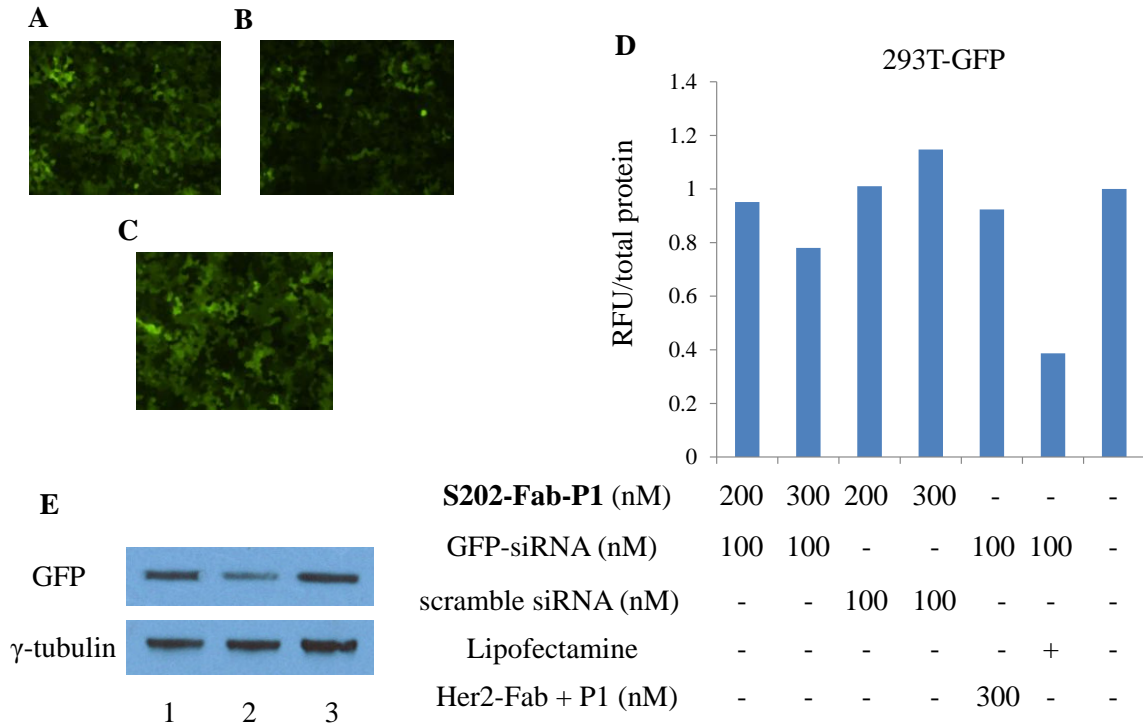 A
B
C
D
293T-GFP
1.4
1.2
1
0.8
0.6
0.4
0.2
0
RFU/total protein
S202-Fab-P1 (nM) 200 300 200 300 - - -
GFP-siRNA (nM) 100 100 - - 100 100 -
scramble siRNA (nM) - - 100 100 - - -
Lipofectamine - - - - - + -
Her2-Fab + P1 (nM) - - - - 300 - -
E
GFP
γ-tubulin
1 2 3